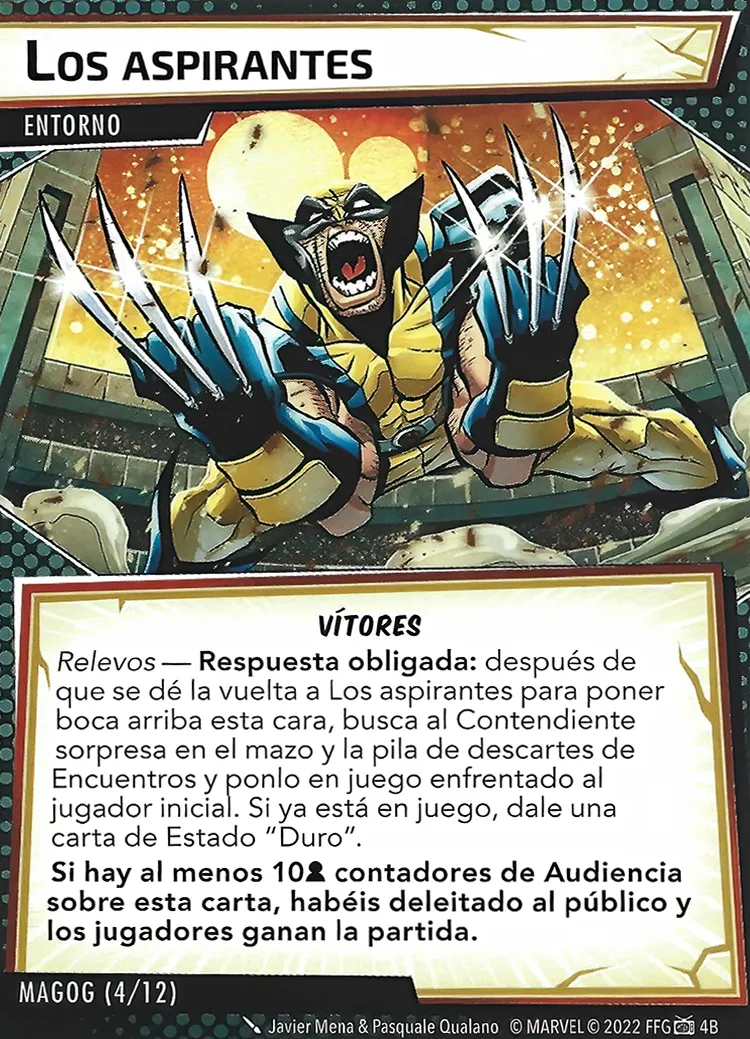 Los aspirantes
ENTORNO
VÍTORES
Relevos — Respuesta obligada: después de
que se dé la vuelta a Los aspirantes para poner
boca arriba esta cara, busca al Contendiente
sorpresa en el mazo y la pila de descartes de
Encuentros y ponlo en juego enfrentado al
jugador inicial. Si ya está en juego, dale una
carta de Estado “Duro”.
Si hay al menos 10 contadores de Audiencia
sobre esta carta, habéis deleitado al público y
los jugadores ganan la partida.
MAGOG (4/12)
Javier Mena & Pasquale Qualano © MARVEL © 2022 FFG 4B